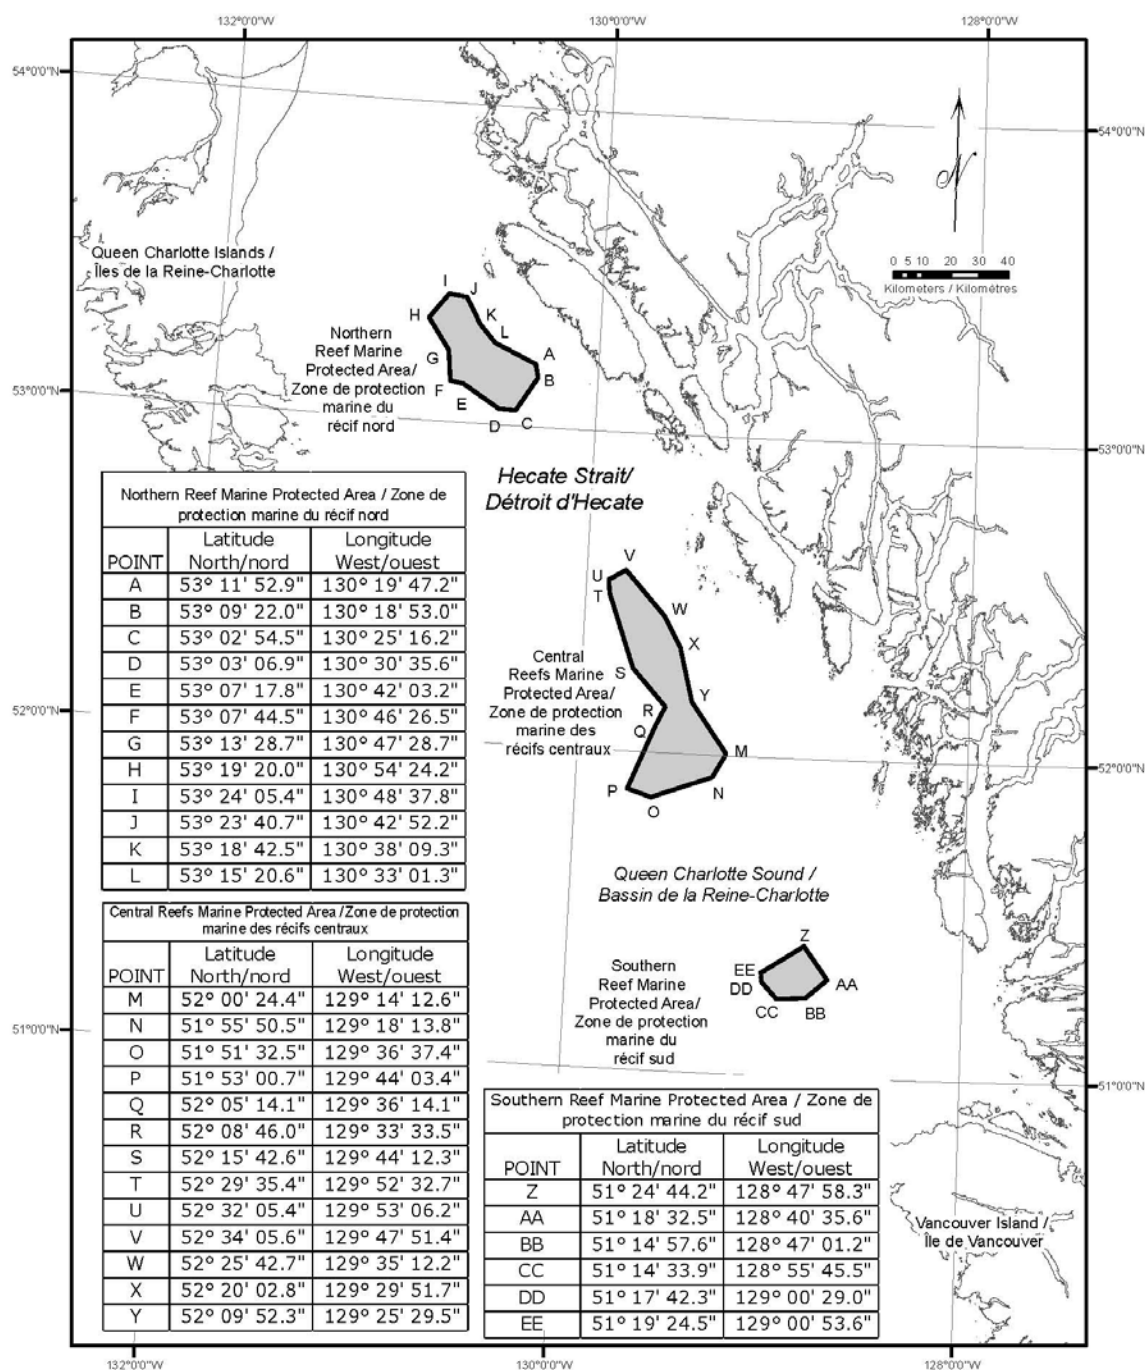 132°0'0"W
130°0'0"W
128°0'0"W
54°0'0"N
54°0'0"N
N
0 5 10 20 30 40
Kilometers / Kilométres
Queen Charlotte Islands /
Îles de la Reine-Charlotte
I
J
H
K
L
G
A
B
F
E
D
C
Northern
Reef Marine
Protected Area/
Zone de protection
marine du
récif nord
53°0'0"N
53°0'0"N
Hecate Strait/
Détroit d'Hecate
Northern Reef Marine Protected Area / Zone de
protection marine du récif nord
POINT Latitude North/nord Longitude West/ouest
A 53° 11' 52.9" 130° 19' 47.2"
B 53° 09' 22.0" 130° 18' 53.0"
C 53° 02' 54.5" 130° 25' 16.2"
D 53° 03' 06.9" 130° 30' 35.6"
E 53° 07' 17.8" 130° 42' 03.2"
F 53° 07' 44.5" 130° 46' 26.5"
G 53° 13' 28.7" 130° 47' 28.7"
H 53° 19' 20.0" 130° 54' 24.2"
I 53° 24' 05.4" 130° 48' 37.8"
J 53° 23' 40.7" 130° 42' 52.2"
K 53° 18' 42.5" 130° 38' 09.3"
L 53° 15' 20.6" 130° 33' 01.3"
V
U
T
W
X
S
Y
R
Q
M
P
N
O
Central
Reefs Marine
Protected Area/
Zone de protection
marine des
récifs centraux
52°0'0"N
52°0'0"N
Queen Charlotte Sound /
Bassin de la Reine-Charlotte
Central Reefs Marine Protected Area /Zone de protection
marine des récifs centraux
POINT Latitude North/nord Longitude West/ouest
M 52° 00' 24.4" 129° 14' 12.6"
N 51° 55' 50.5" 129° 18' 13.8"
O 51° 51' 32.5" 129° 36' 37.4"
P 51° 53' 00.7" 129° 44' 03.4"
Q 52° 05' 14.1" 129° 36' 14.1"
R 52° 08' 46.0" 129° 33' 33.5"
S 52° 15' 42.6" 129° 44' 12.3"
T 52° 29' 35.4" 129° 52' 32.7"
U 52° 32' 05.4" 129° 53' 06.2"
V 52° 34' 05.6" 129° 47' 51.4"
W 52° 25' 42.7" 129° 35' 12.2"
X 52° 20' 02.8" 129° 29' 51.7"
Y 52° 09' 52.3" 129° 25' 29.5"
Z
EE
DD
AA
CC
BB
Southern
Reef Marine
Protected Area/
Zone de protection
marine du
récif sud
51°0'0"N
51°0'0"N
Southern Reef Marine Protected Area / Zone de
protection marine du récif sud
POINT Latitude North/nord Longitude West/ouest
Z 51° 24' 44.2" 128° 47' 58.3"
AA 51° 18' 32.5" 128° 40' 35.6"
BB 51° 14' 57.6" 128° 47' 01.2"
CC 51° 14' 33.9" 128° 55' 45.5"
DD 51° 17' 42.3" 129° 00' 29.0"
EE 51° 19' 24.5" 129° 00' 53.6"
Vancouver Island /
Île de Vancouver
132°0'0"W
130°0'0"W
128°0'0"W